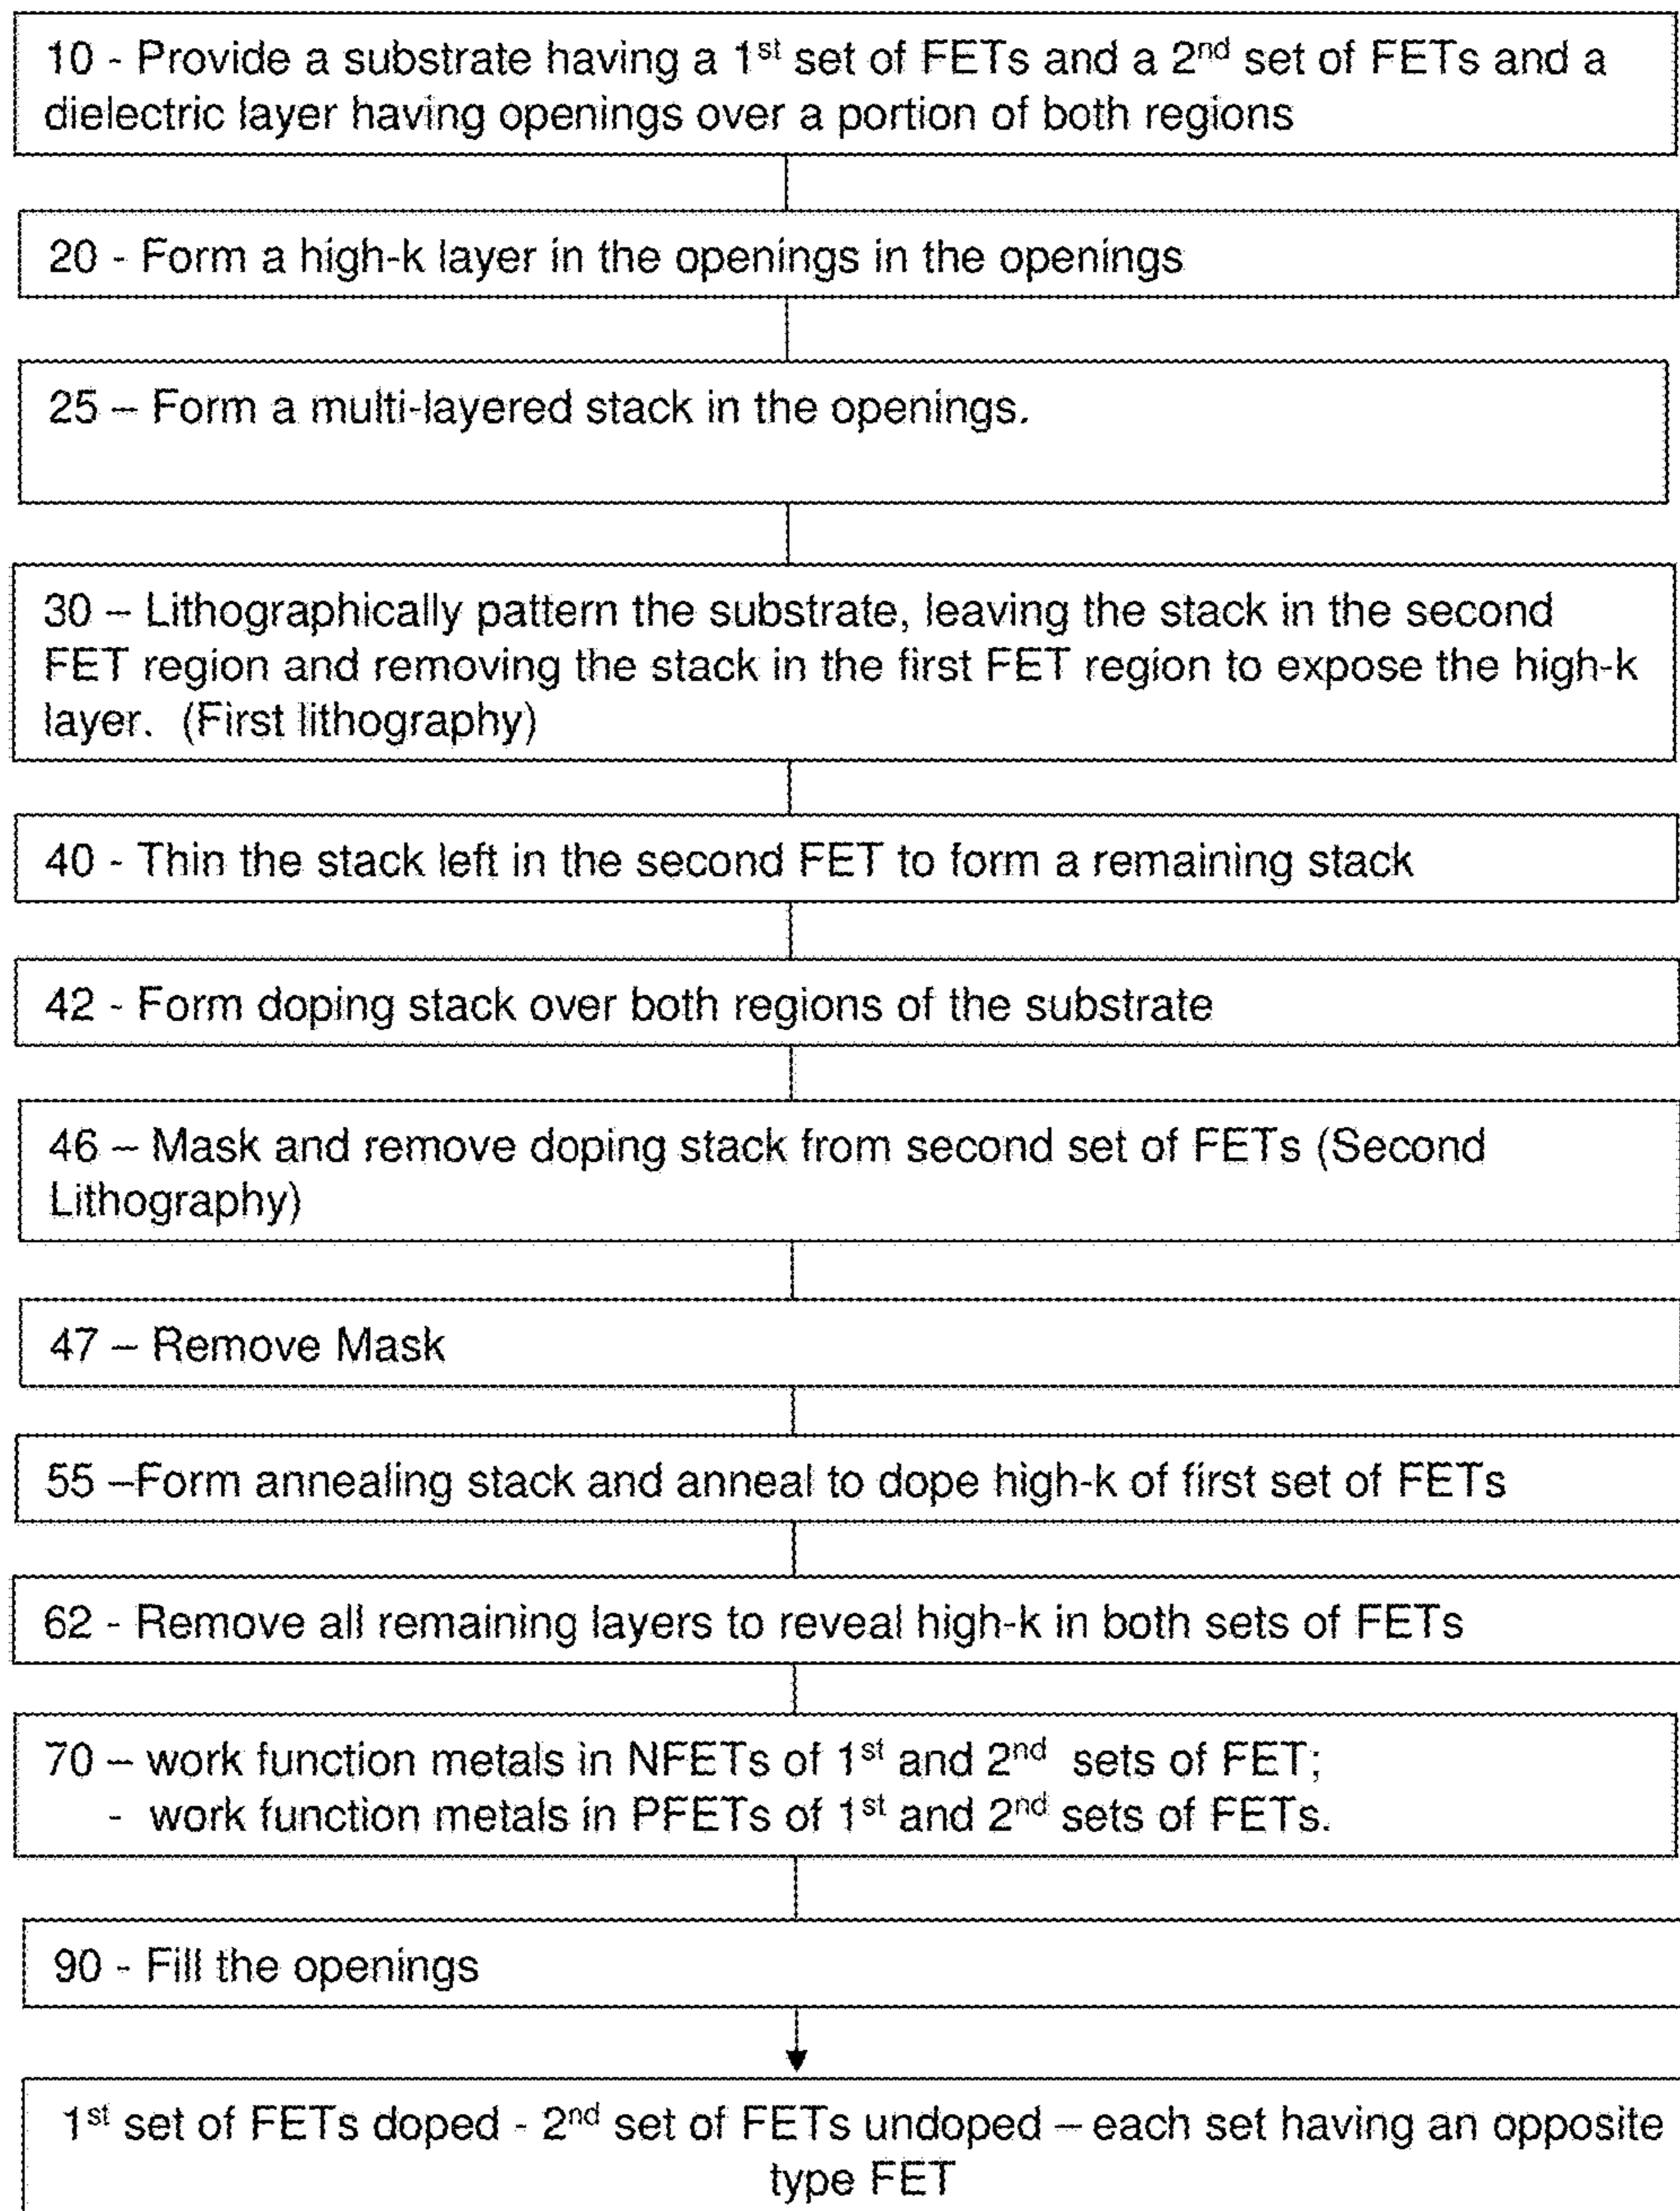 10 - Provide a substrate having a 1st set of FETs and a 2nd set of FETs and a
dielectric layer having openings over a portion of both regions
20 - Form a high-k layer in the openings in the openings
25 – Form a multi-layered stack in the openings.
30 – Lithographically pattern the substrate, leaving the stack in the second
FET region and removing the stack in the first FET region to expose the high-k
layer.  (First lithography)
40 - Thin the stack left in the second FET to form a remaining stack
42 - Form doping stack over both regions of the substrate
46 – Mask and remove doping stack from second set of FETs (Second
Lithography)
47 – Remove Mask
55 –Form annealing stack and anneal to dope high-k of first set of FETs
62 - Remove all remaining layers to reveal high-k in both sets of FETs
70 – work function metals in NFETs of 1st and 2nd  sets of FET;
-  work function metals in PFETs of 1st and 2nd sets of FETs.
90 - Fill the openings
1st set of FETs doped - 2nd set of FETs undoped – each set having an opposite
type FET